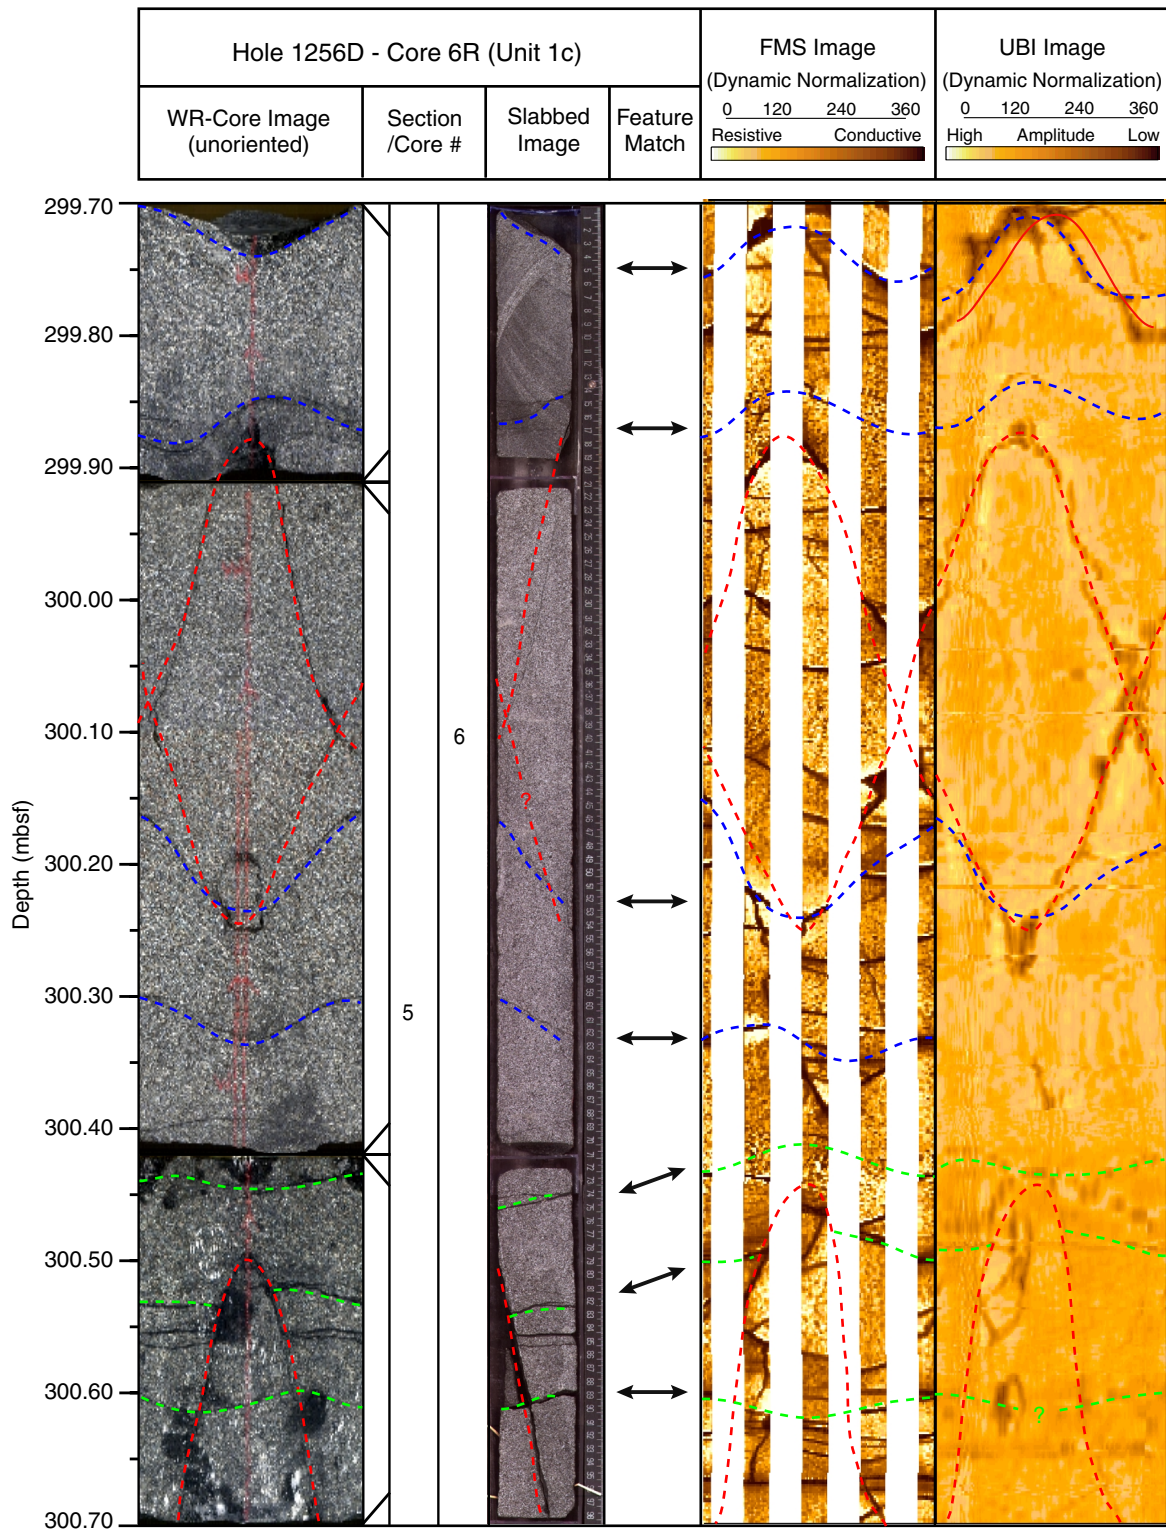 Hole 1256D - Core 6R (Unit 1c)
FMS Image
(Dynamic Normalization)
0 120 240 360
Resistive Conductive
UBI Image
(Dynamic Normalization)
0 120 240 360
High Amplitude Low
WR-Core Image
(unoriented)
Section
/Core #
Slabbed
Image
Feature
Match
Depth (mbsf)
299.70
299.80
299.90
300.00
300.10
300.20
300.30
300.40
300.50
300.60
300.70
6
5
?
?